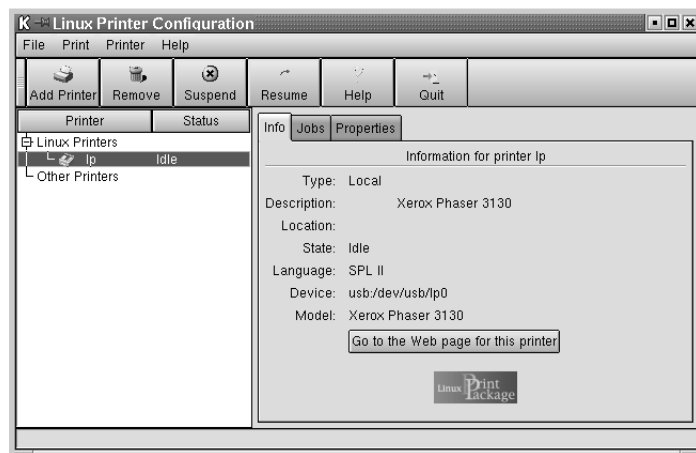 Linux Printer Configuration
File Print Printer Help
Add Printer Remove Suspend Resume Help Quit
Printer Status
Linux Printers
lp Idle
Other Printers
Info Jobs Properties
Information for printer lp
Type: Local
Description: Xerox Phaser 3130
Location:
State: Idle
Language: SPL II
Device: usb:/dev/usb/lp0
Model: Xerox Phaser 3130
Go to the Web page for this printer
Linux Print Package